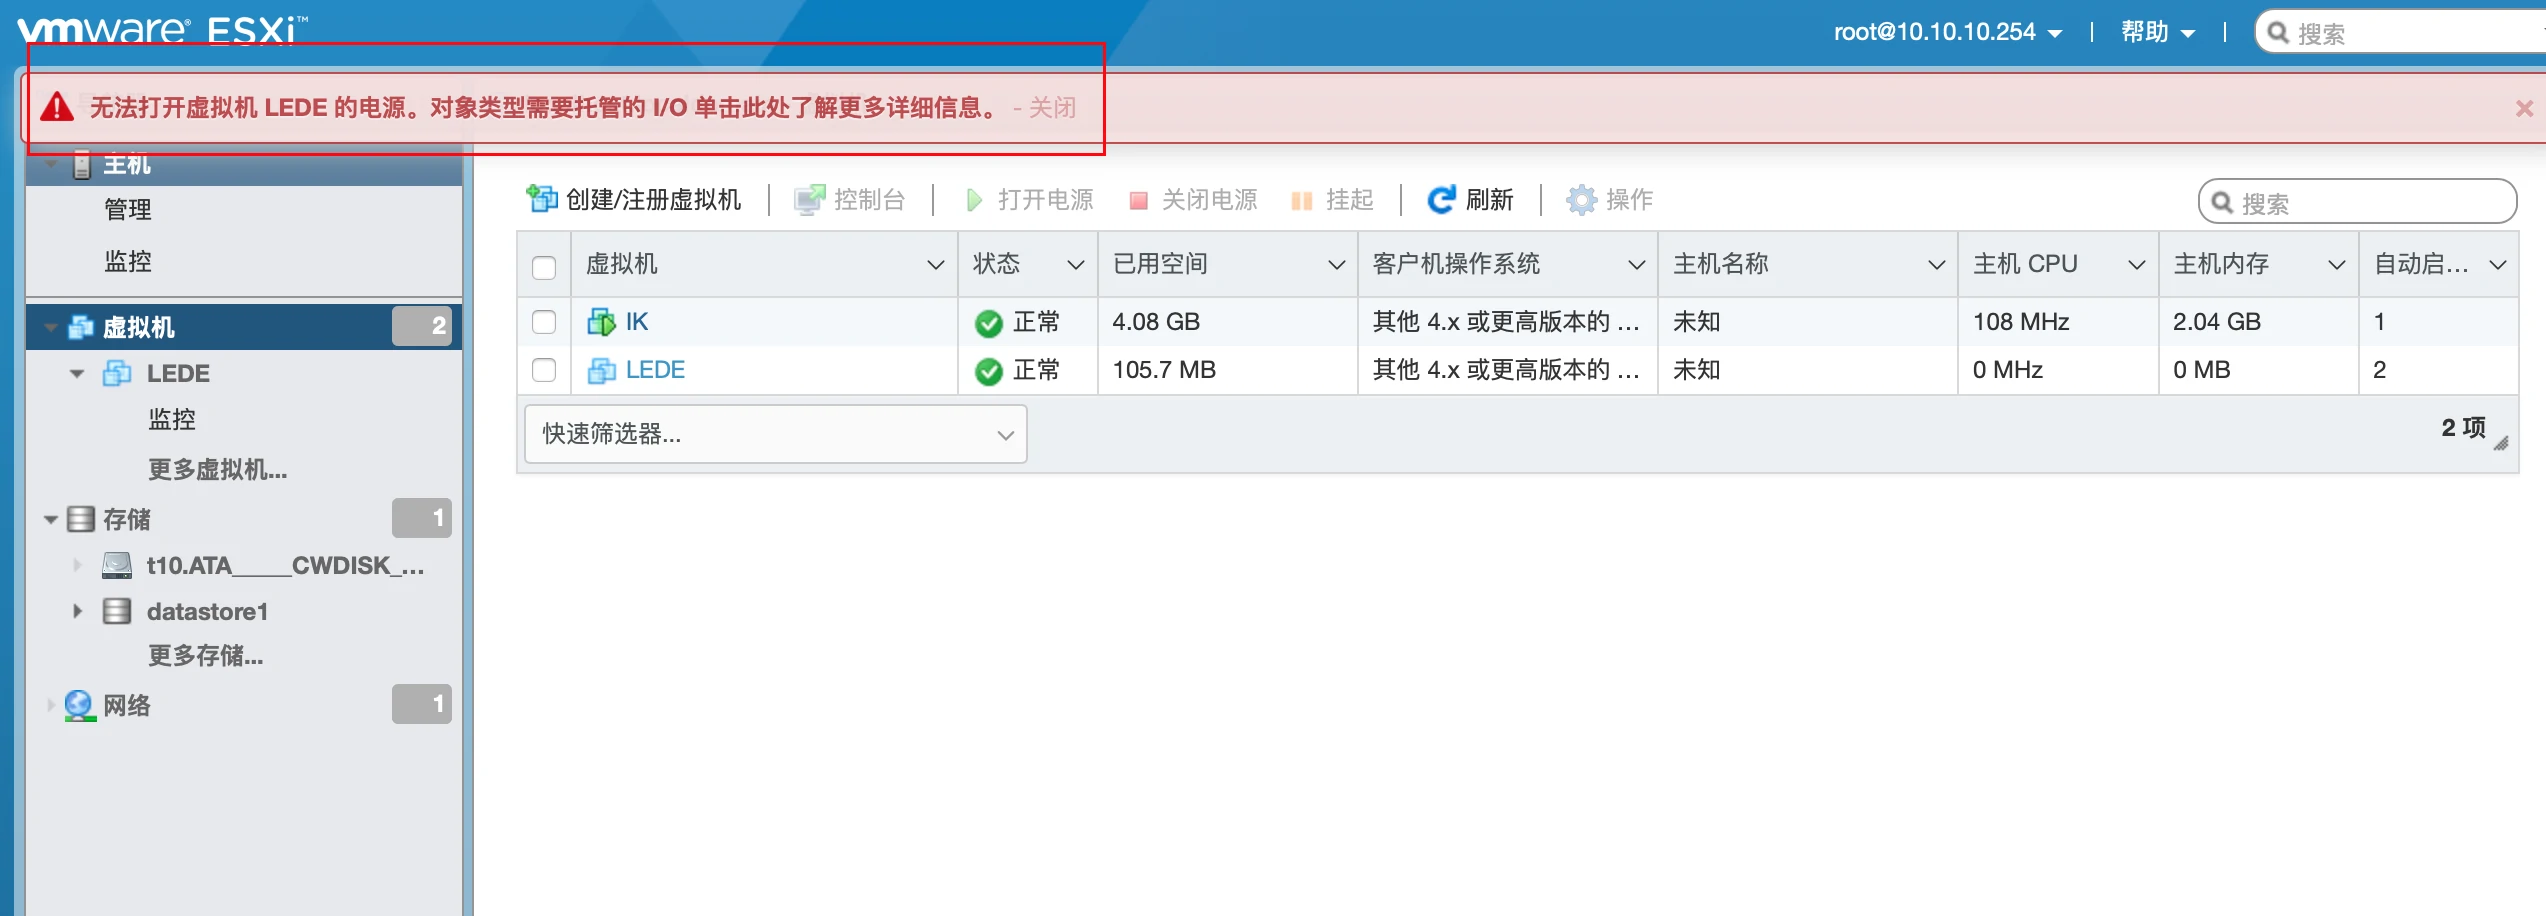 vmware® ESXi™
root@10.10.10.254 | 帮助 | 搜索
无法打开虚拟机 LEDE 的电源。对象类型需要托管的 I/O 单击此处了解更多详细信息。 - 关闭
主机
管理
监控
虚拟机 2
LEDE
监控
更多虚拟机...
存储 1
t10.ATA_____CWDISK_...
datastore1
更多存储...
网络 1
创建/注册虚拟机 | 控制台 | 打开电源 关闭电源 挂起 | 刷新 | 操作 搜索
虚拟机 状态 已用空间 客户机操作系统 主机名称 主机 CPU 主机内存 自动启...
IK 正常 4.08 GB 其他 4.x 或更高版本的 ... 未知 108 MHz 2.04 GB 1
LEDE 正常 105.7 MB 其他 4.x 或更高版本的 ... 未知 0 MHz 0 MB 2
快速筛选器... 2 项